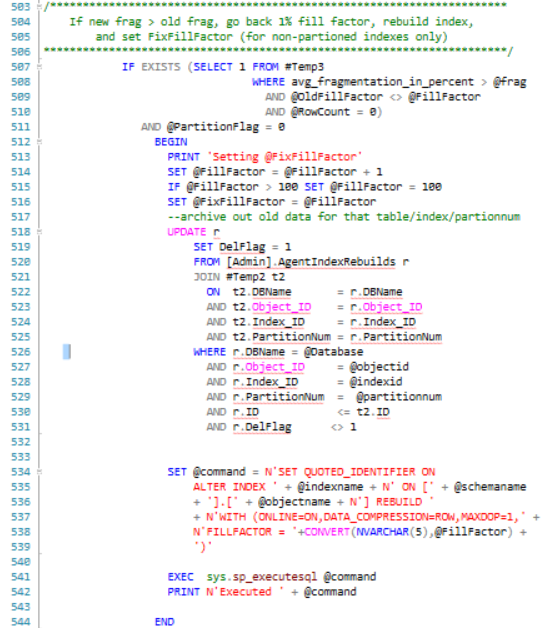 503 /*******************************************************************
504 If new frag > old frag, go back 1% fill factor, rebuild index,
505 and set FixFillFactor (for non-partioned indexes only)
506 *******************************************************************/
507 IF EXISTS (SELECT 1 FROM #Temp3
508 WHERE avg_fragmentation_in_percent > @frag
509 AND @OldFillFactor <> @FillFactor
510 AND @RowCount = 0)
511 AND @PartitionFlag = 0
512 BEGIN
513 PRINT 'Setting @FixFillFactor'
514 SET @FillFactor = @FillFactor + 1
515 IF @FillFactor > 100 SET @FillFactor = 100
516 SET @FixFillFactor = @FillFactor
517 --archive out old data for that table/index/partionnum
518 UPDATE r
519 SET DelFlag = 1
520 FROM [Admin].AgentIndexRebuilds r
521 JOIN #Temp2 t2
522 ON t2.DBName = r.DBName
523 AND t2.Object_ID = r.Object_ID
524 AND t2.Index_ID = r.Index_ID
525 AND t2.PartitionNum = r.PartitionNum
526 WHERE r.DBName = @Database
527 AND r.Object_ID = @objectid
528 AND r.Index_ID = @indexid
529 AND r.PartitionNum = @partitionnum
530 AND r.ID <= t2.ID
531 AND r.DelFlag <> 1
532
533
534 SET @command = N'SET QUOTED_IDENTIFIER ON
535 ALTER INDEX ' + @indexname + N' ON [' + @schemaname
536 + '].[' + @objectname + N'] REBUILD '
537 + N'WITH (ONLINE=ON,DATA_COMPRESSION=ROW,MAXDOP=1,' +
538 N'FILLFACTOR = '+CONVERT(NVARCHAR(5),@FillFactor) +
539 ')'
540
541 EXEC sys.sp_executesql @command
542 PRINT N'Executed ' + @command
543
544 END